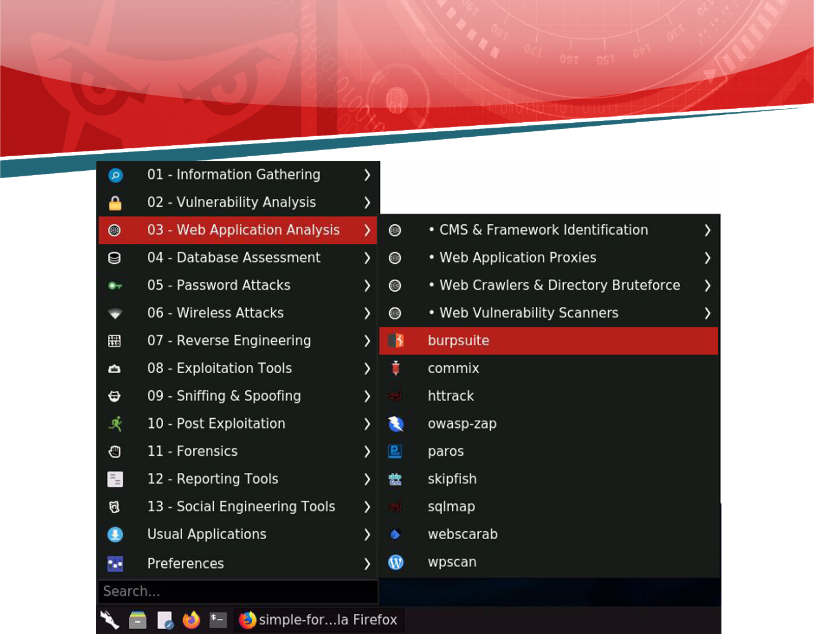 01 - Information Gathering
02 - Vulnerability Analysis
03 - Web Application Analysis
04 - Database Assessment
05 - Password Attacks
06 - Wireless Attacks
07 - Reverse Engineering
08 - Exploitation Tools
09 - Sniffing & Spoofing
10 - Post Exploitation
11 - Forensics
12 - Reporting Tools
13 - Social Engineering Tools
Usual Applications
Preferences
Search...
• CMS & Framework Identification
• Web Application Proxies
• Web Crawlers & Directory Bruteforce
• Web Vulnerability Scanners
burpsuite
commix
httrack
owasp-zap
paros
skipfish
sqlmap
webscarab
wpscan
simple-for...la Firefox